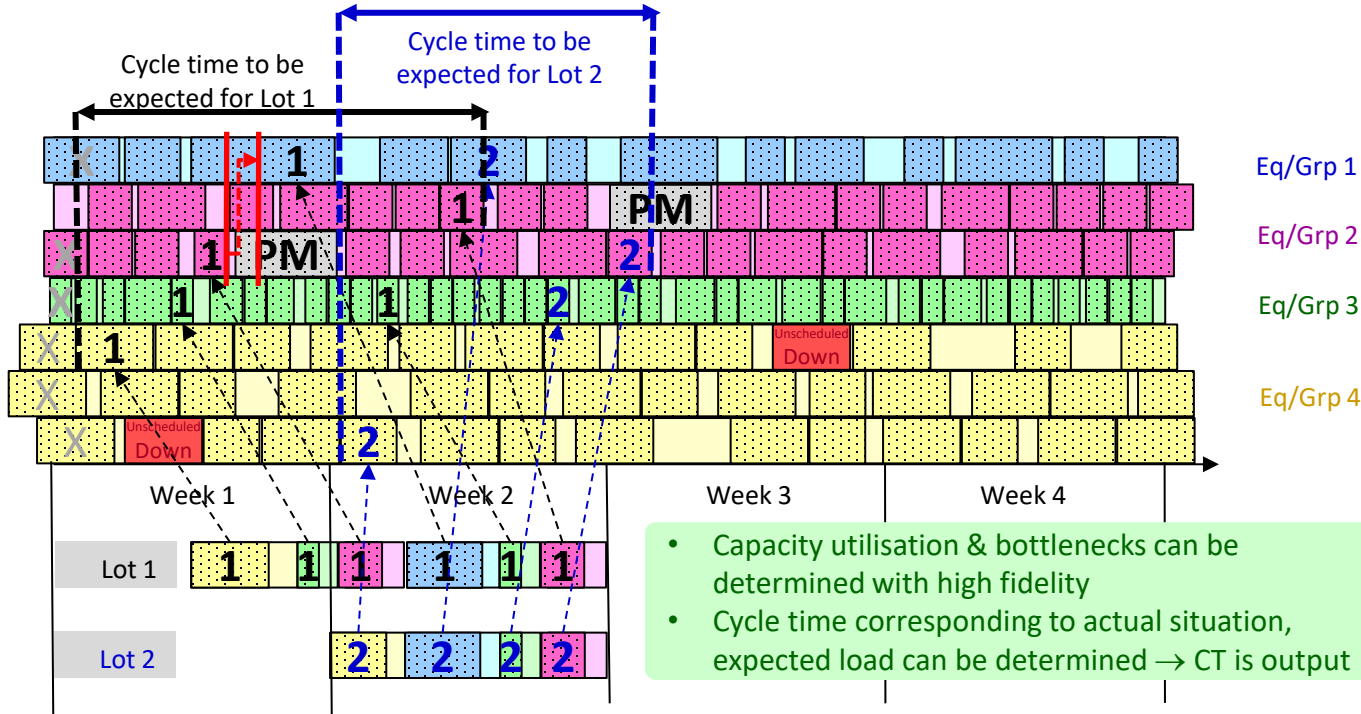 Cycle time to be
expected for Lot 2
Cycle time to be
expected for Lot 1
X 1 2 Eq/Grp 1
1 PM
Eq/Grp 2
X 1 PM 2
X 1 1 2 Eq/Grp 3
X 1 Unscheduled
Down
X Eq/Grp 4
X Unscheduled
Down 2
Week 1 Week 2 Week 3 Week 4
Lot 1 1 1 1 1 1 1
Lot 2 2 2 2 2
• Capacity utilisation & bottlenecks can be
determined with high fidelity
• Cycle time corresponding to actual situation,
expected load can be determined → CT is output